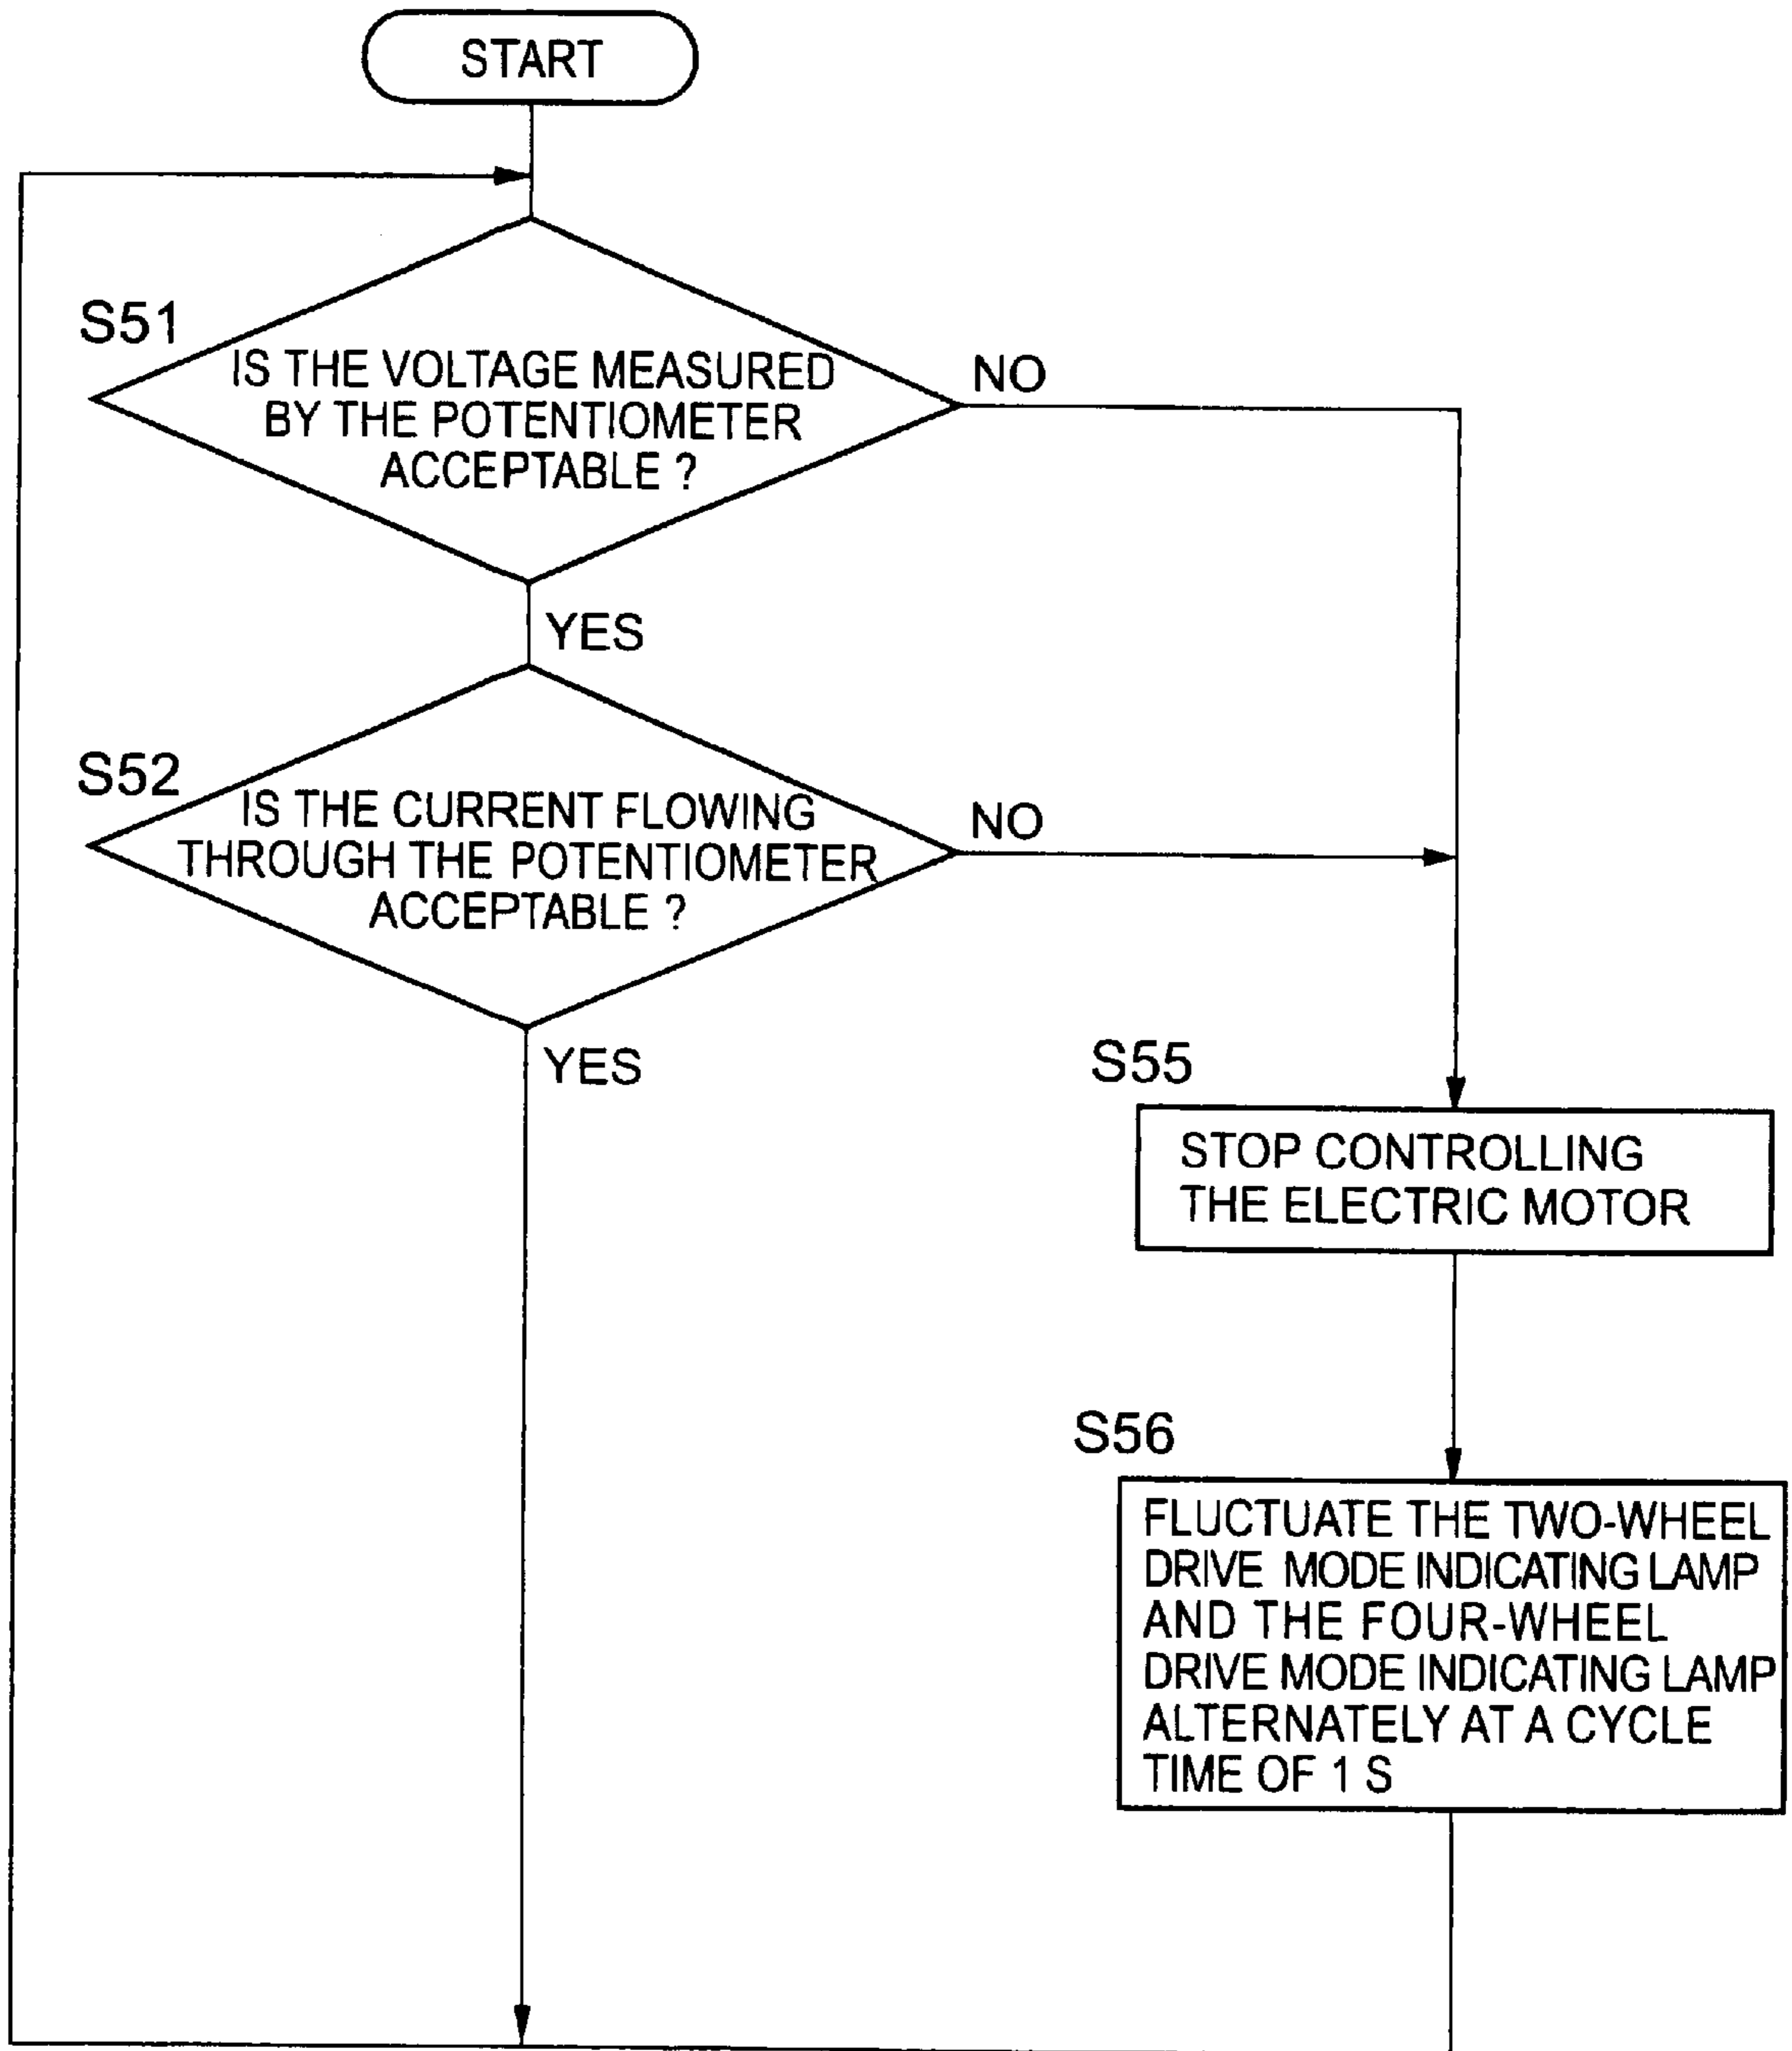 START
S51
IS THE VOLTAGE MEASURED
BY THE POTENTIOMETER
ACCEPTABLE ?
NO
YES
S52
IS THE CURRENT FLOWING
THROUGH THE POTENTIOMETER
ACCEPTABLE ?
NO
YES
S55
STOP CONTROLLING
THE ELECTRIC MOTOR
S56
FLUCTUATE THE TWO-WHEEL
DRIVE MODE INDICATING LAMP
AND THE FOUR-WHEEL
DRIVE MODE INDICATING LAMP
ALTERNATELY AT A CYCLE
TIME OF 1 S